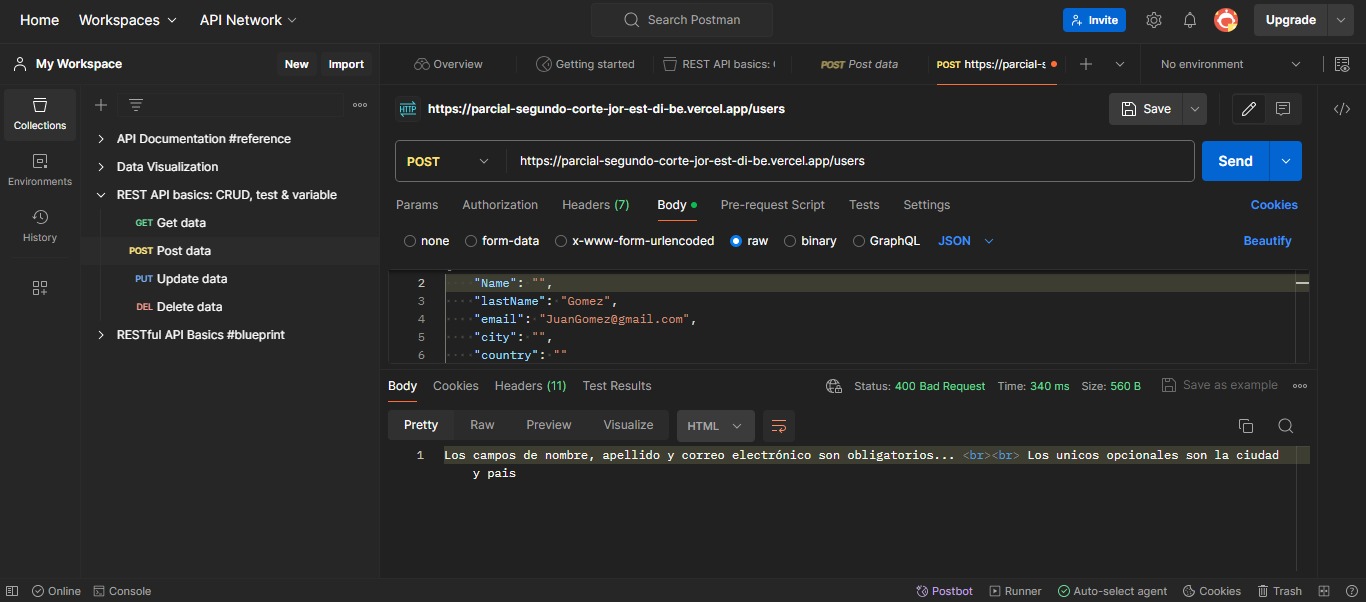 Home Workspaces API Network Search Postman Invite Upgrade
My Workspace New Import Overview Getting started REST API basics: POST Post data POST https://parcial-s No environment
Collections
Environments
History
API Documentation #reference
Data Visualization
REST API basics: CRUD, test & variable
GET Get data
POST Post data
PUT Update data
DEL Delete data
RESTful API Basics #blueprint
HTTP https://parcial-segundo-corte-jor-est-di-be.vercel.app/users Save
POST https://parcial-segundo-corte-jor-est-di-be.vercel.app/users Send
Params Authorization Headers (7) Body Pre-request Script Tests Settings Cookies
none form-data x-www-form-urlencoded raw binary GraphQL JSON Beautify
2 "Name": "",
3 "lastName": "Gomez",
4 "email": "JuanGomez@gmail.com",
5 "city": "",
6 "country": ""
Body Cookies Headers (11) Test Results Status: 400 Bad Request Time: 340 ms Size: 560 B Save as example
Pretty Raw Preview Visualize HTML
1 Los campos de nombre, apellido y correo electrónico son obligatorios... <br><br> Los unicos opcionales son la ciudad
y pais
Online Console Postbot Runner Auto-select agent Cookies Trash